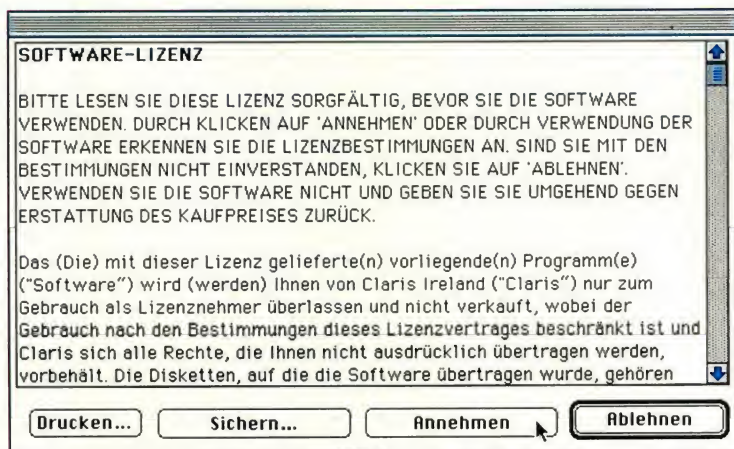 SOFTWARE-LIZENZ
BITTE LESEN SIE DIESE LIZENZ SORGFÄLTIG, BEVOR SIE DIE SOFTWARE
VERWENDEN. DURCH KLICKEN AUF 'ANNEHMEN' ODER DURCH VERWENDUNG DER
SOFTWARE ERKENNEN SIE DIE LIZENZBESTIMMUNGEN AN. SIND SIE MIT DEN
BESTIMMUNGEN NICHT EINVERSTANDEN, KLICKEN SIE AUF 'ABLEHNEN'.
VERWENDEN SIE DIE SOFTWARE NICHT UND GEBEN SIE SIE UMGEHEND GEGEN
ERSTATTUNG DES KAUFPREISES ZURÜCK.
Das (Die) mit dieser Lizenz gelieferte(n) vorliegende(n) Programm(e)
("Software") wird (werden) Ihnen von Claris Ireland ("Claris") nur zum
Gebrauch als Lizenznehmer überlassen und nicht verkauft, wobei der
Gebrauch nach den Bestimmungen dieses Lizenzvertrages beschränkt ist und
Claris sich alle Rechte, die Ihnen nicht ausdrücklich übertragen werden,
vorbehält. Die Disketten, auf die die Software übertragen wurde, gehören
Drucken... Sichern... Annehmen Ablehnen